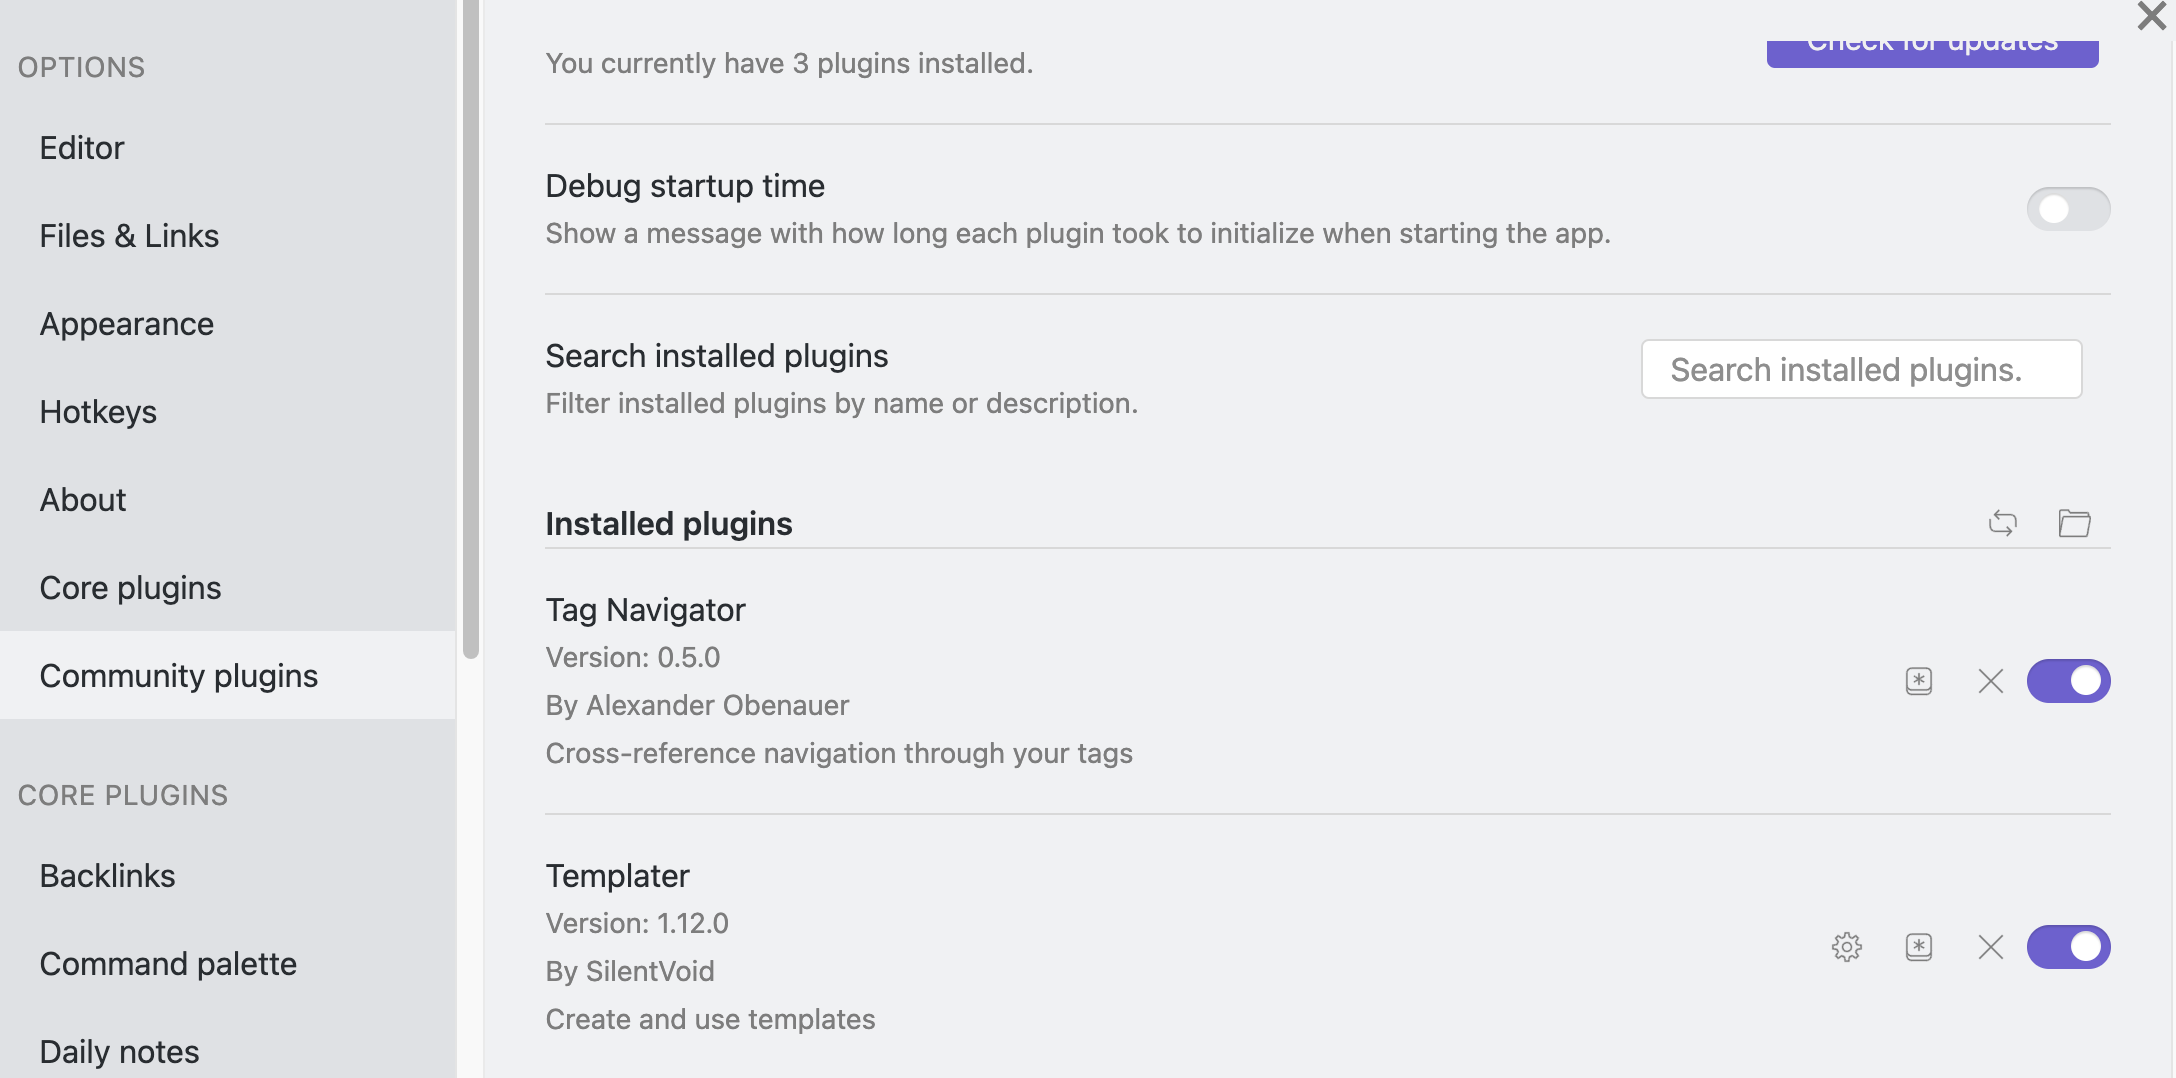 OPTIONS
Editor
Files & Links
Appearance
Hotkeys
About
Core plugins
Community plugins
CORE PLUGINS
Backlinks
Command palette
Daily notes
Check for updates
You currently have 3 plugins installed.
Debug startup time
Show a message with how long each plugin took to initialize when starting the app.
Search installed plugins
Filter installed plugins by name or description.
Search installed plugins.
Installed plugins
Tag Navigator
Version: 0.5.0
By Alexander Obenauer
Cross-reference navigation through your tags
Templater
Version: 1.12.0
By SilentVoid
Create and use templates